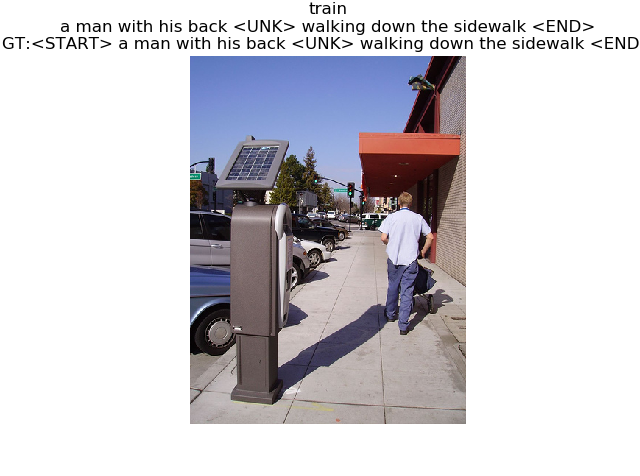 train
a man with his back <UNK> walking down the sidewalk <END>
GT:<START> a man with his back <UNK> walking down the sidewalk <END